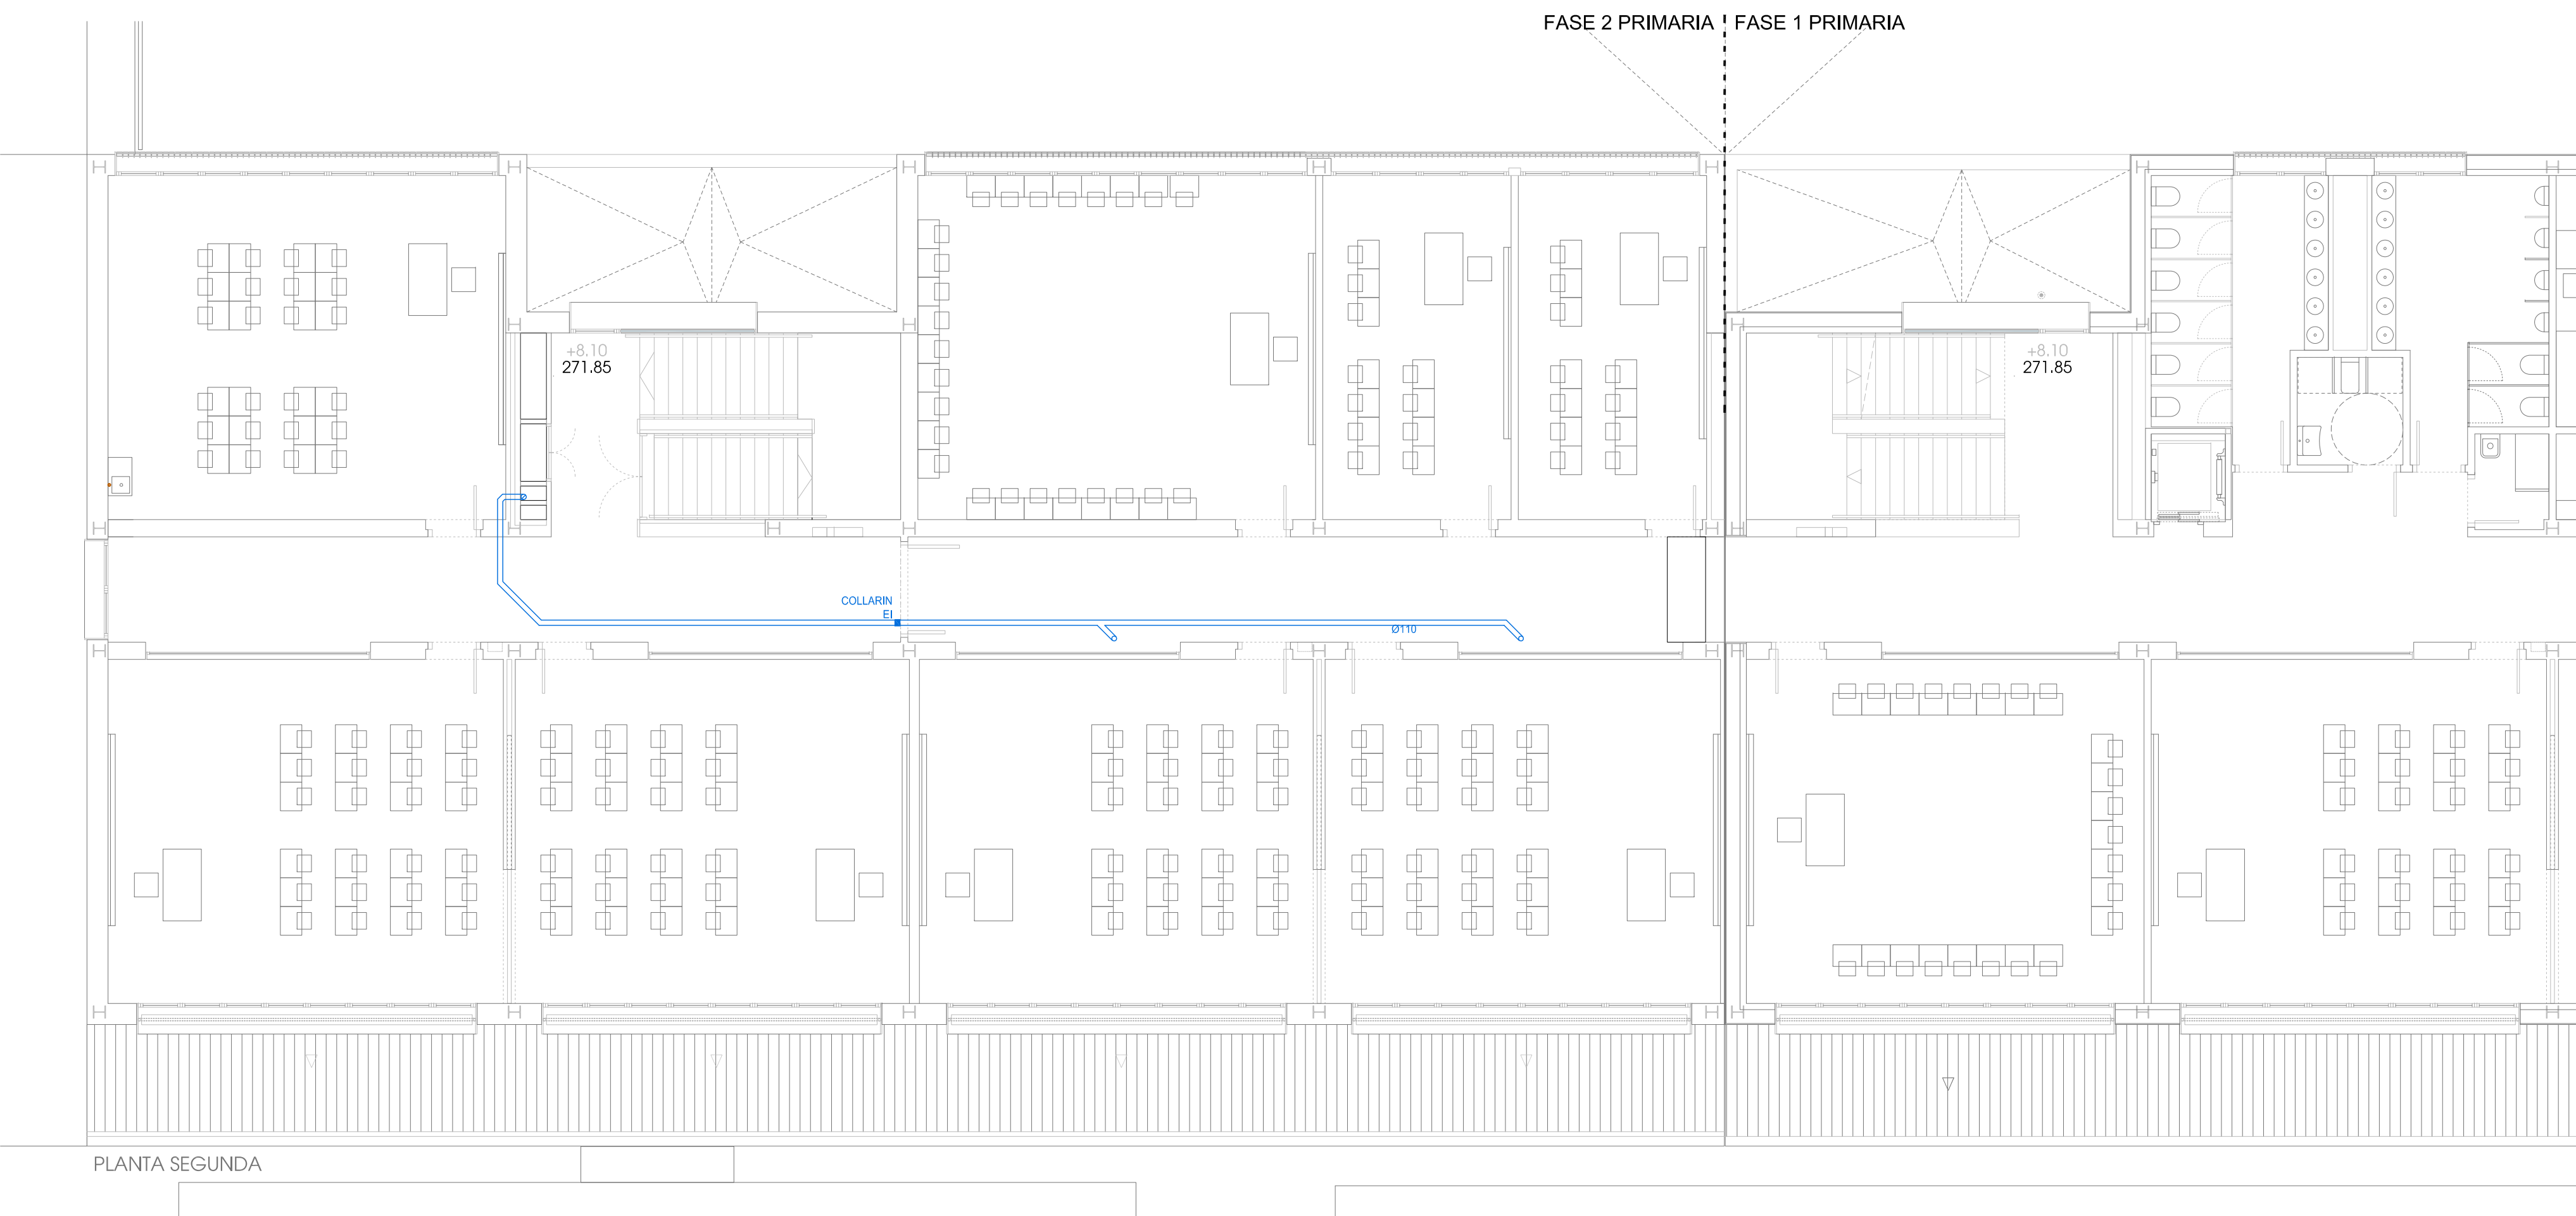 FASE 2 PRIMARIA
FASE 1 PRIMARIA
+8.10
271.85
+8.10
271.85
COLLARIN
EI
Ø110
PLANTA SEGUNDA